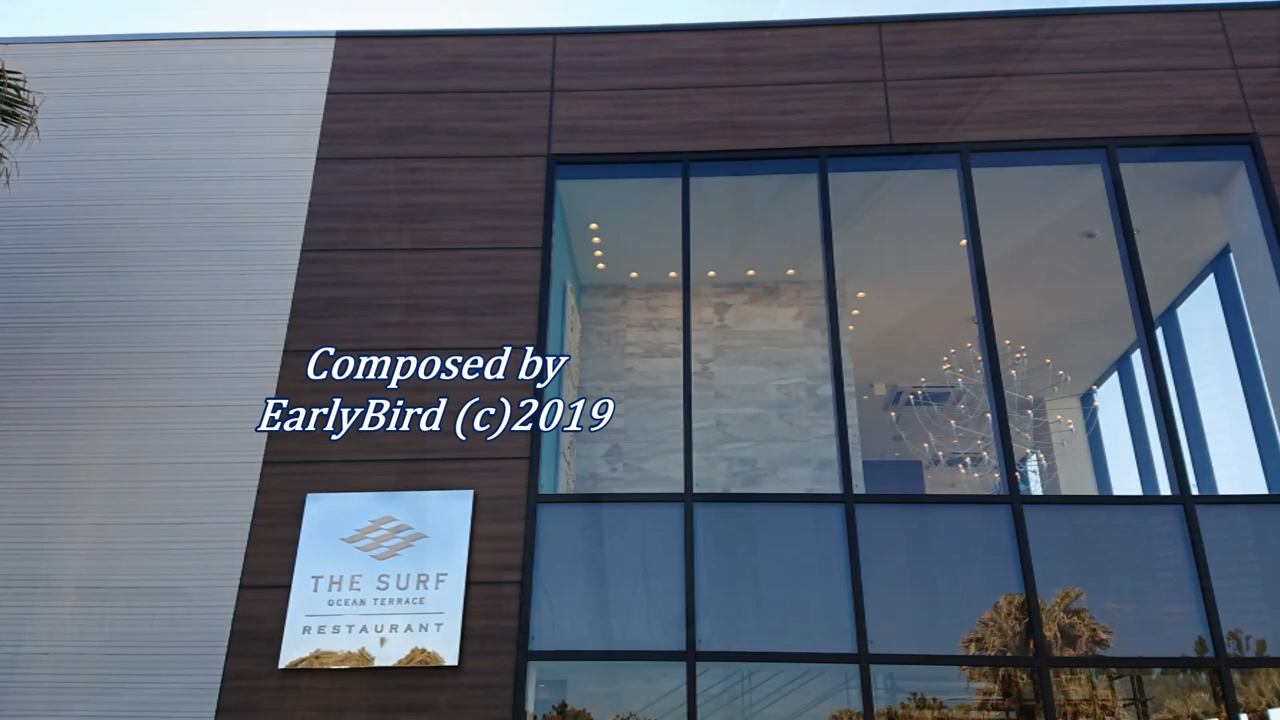 Composed by
EarlyBird (c)2019
THE SURF
OCEAN TERRACE
RESTAURANT